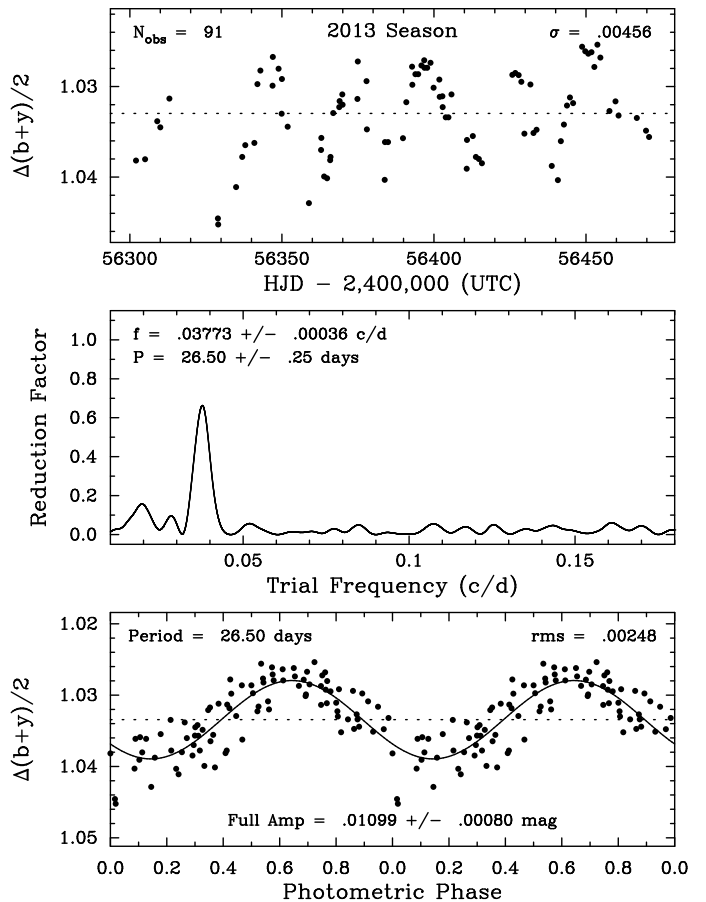 N_obs = 91 2013 Season σ = .00456
Δ(b+y)/2
1.03
1.04
56300 56350 56400 56450
HJD − 2,400,000 (UTC)
f = .03773 +/− .00036 c/d
P = 26.50 +/− .25 days
Reduction Factor
1.0
0.8
0.6
0.4
0.2
0.0
0.05 0.1 0.15
Trial Frequency (c/d)
Period = 26.50 days rms = .00248
Δ(b+y)/2
1.02
1.03
1.04
1.05
Full Amp = .01099 +/− .00080 mag
0.0 0.2 0.4 0.6 0.8 0.0 0.2 0.4 0.6 0.8 0.0
Photometric Phase